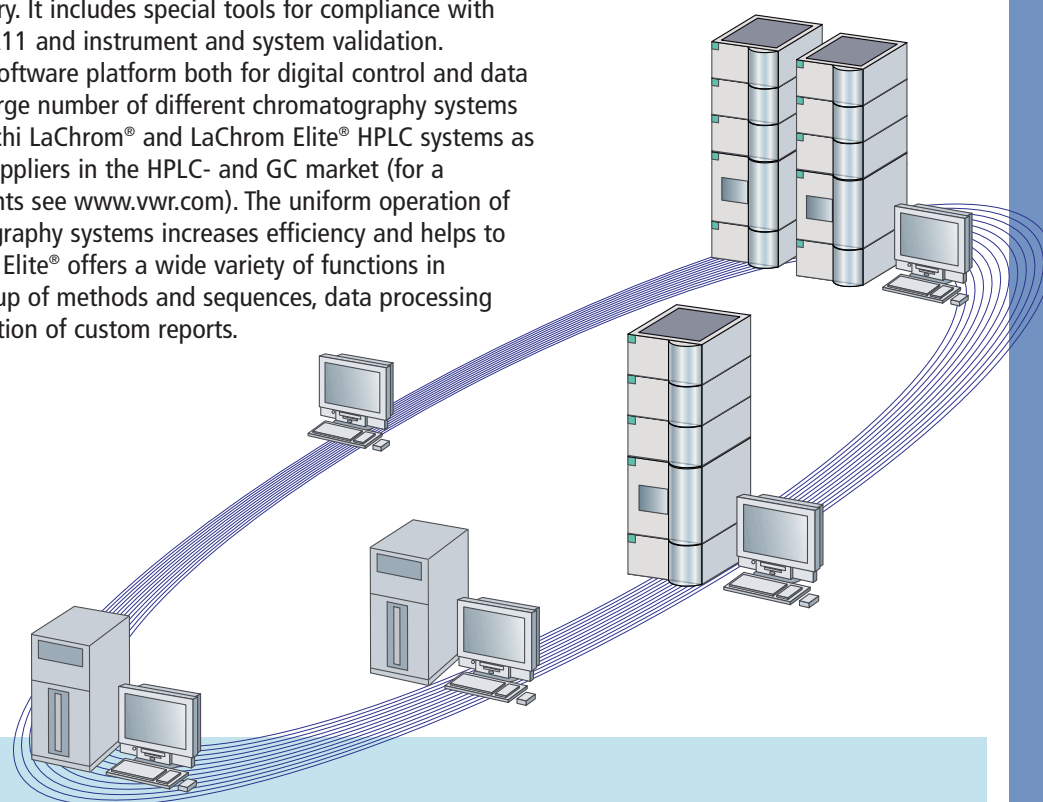 ry. It includes special tools for compliance with
11 and instrument and system validation.
oftware platform both for digital control and data
rge number of different chromatography systems
chi LaChrom® and LaChrom Elite® HPLC systems as
ppliers in the HPLC- and GC market (for a
nts see www.vwr.com). The uniform operation of
graphy systems increases efficiency and helps to
Elite® offers a wide variety of functions in
up of methods and sequences, data processing
tion of custom reports.